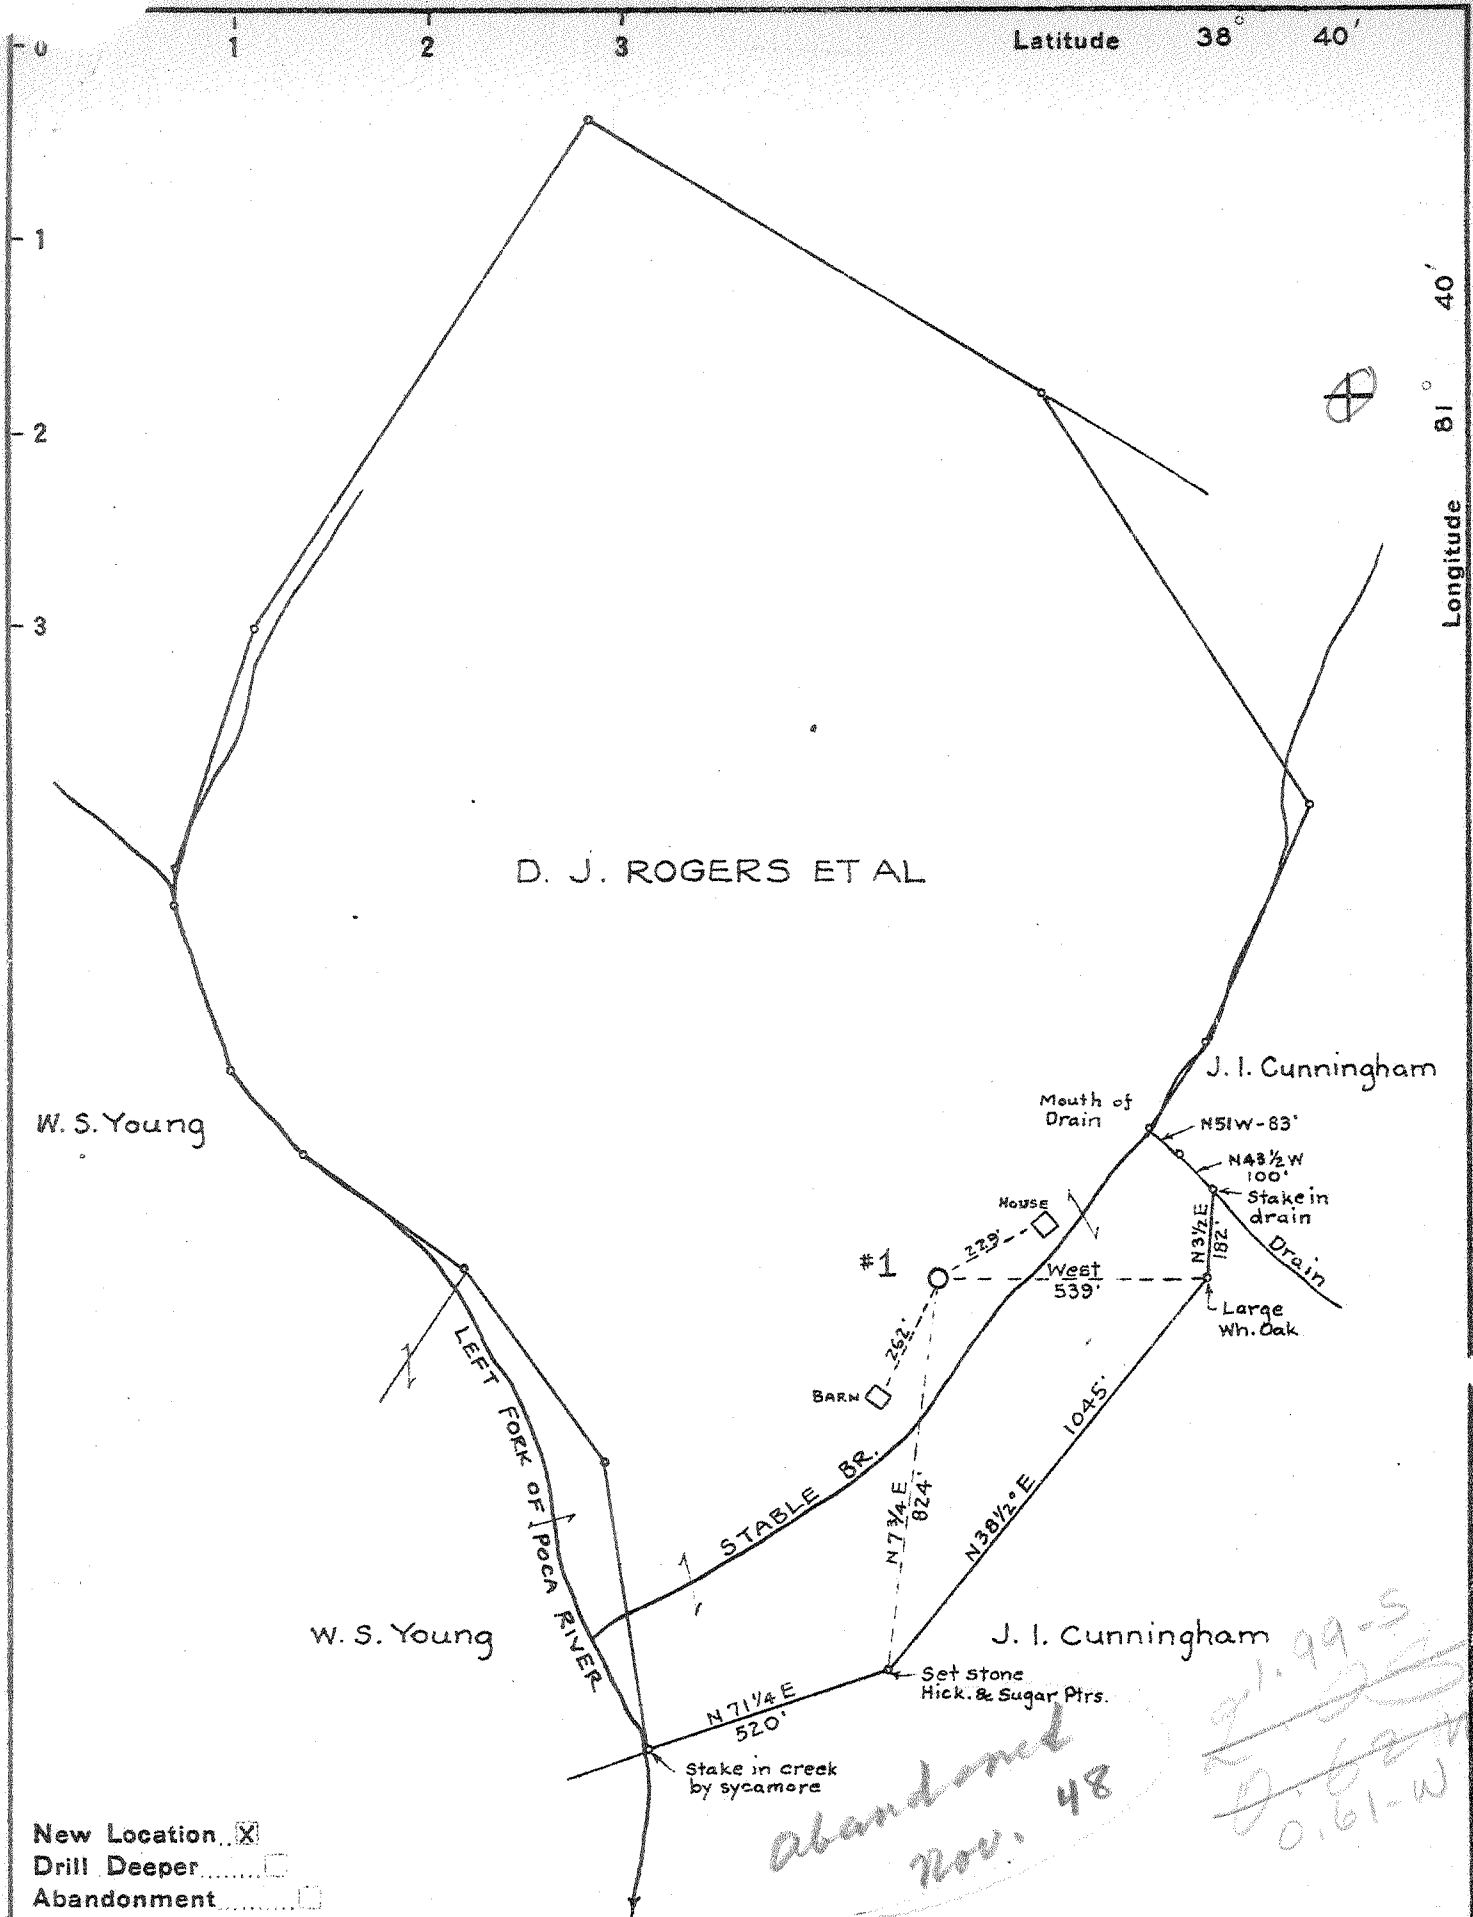 0 1 2 3 Latitude 38° 40'
1
40'
2
81°
Longitude
3
D. J. ROGERS ET AL
J. I. Cunningham
Mouth of
Drain
W. S. Young
N51W-83'
N43½W
100'
Stake in
drain
HOUSE
N3½E
182'
Drain
229'
#1
West
539'
Large
Wh. Oak
262'
BARN
LEFT FORK OF POCA RIVER
1045'
STABLE BR.
N7¾E
824'
N38½°E
W. S. Young
J. I. Cunningham
Set stone
Hick. & Sugar Ptrs.
N71¼E
520'
Stake in creek
by sycamore
1.99-S
0.61-W
Abandoned
Nov. 48
New Location..X
Drill Deeper........
Abandonment..........